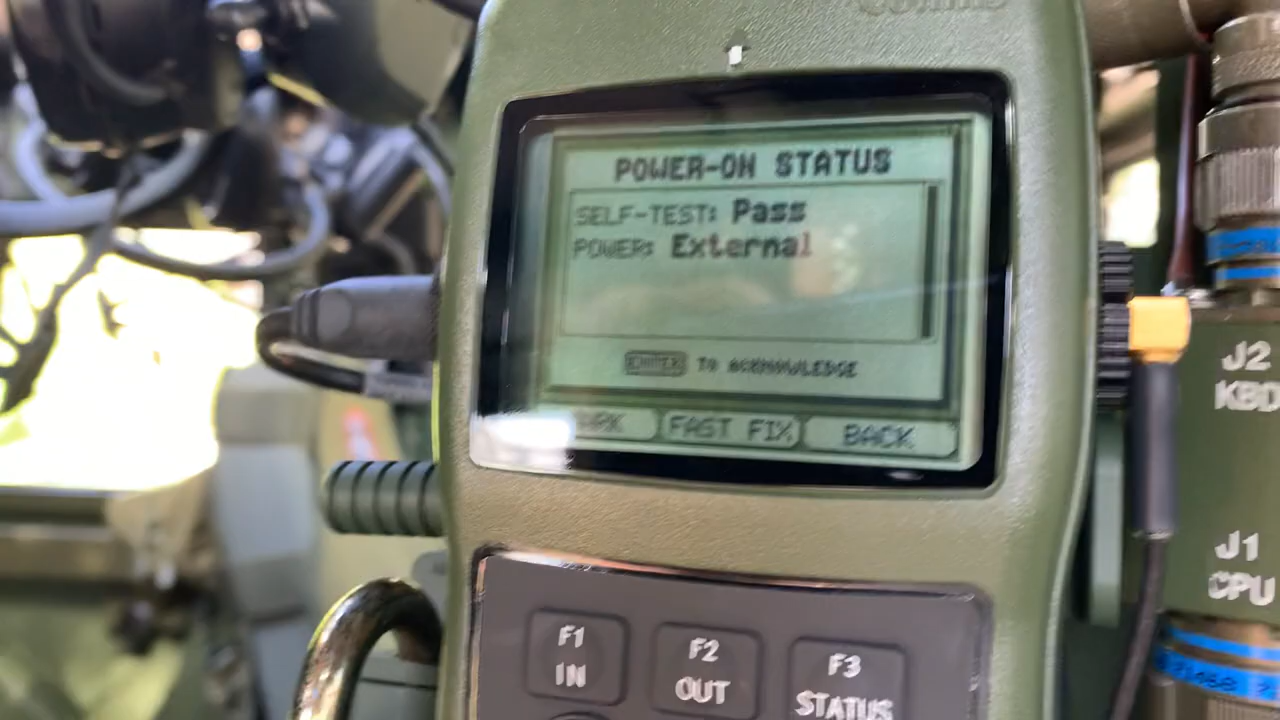 POWER-ON STATUS
SELF-TEST: Pass
POWER: External
ENTER TO ACKNOWLEDGE
FAST FIX
BACK
F1
IN
F2
OUT
F3
STATUS
J2
KBD
J1
CPU